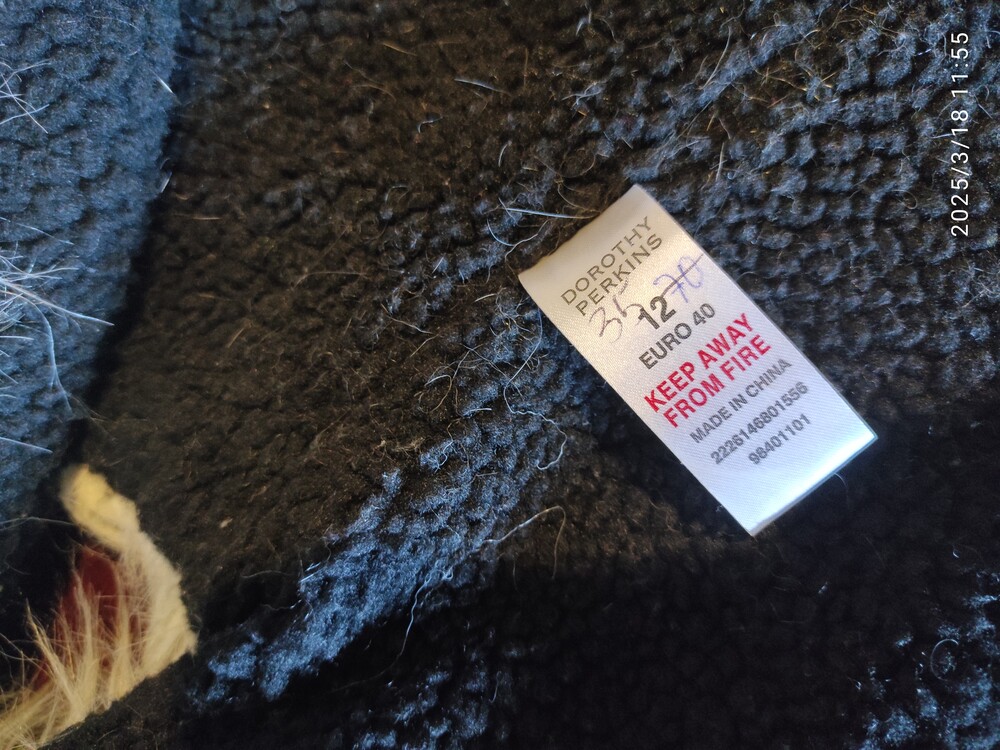 DOROTHY
PERKINS
12
EURO 40
KEEP AWAY
FROM FIRE
MADE IN CHINA
2226146801556
98401101
2025/3/18 11:55